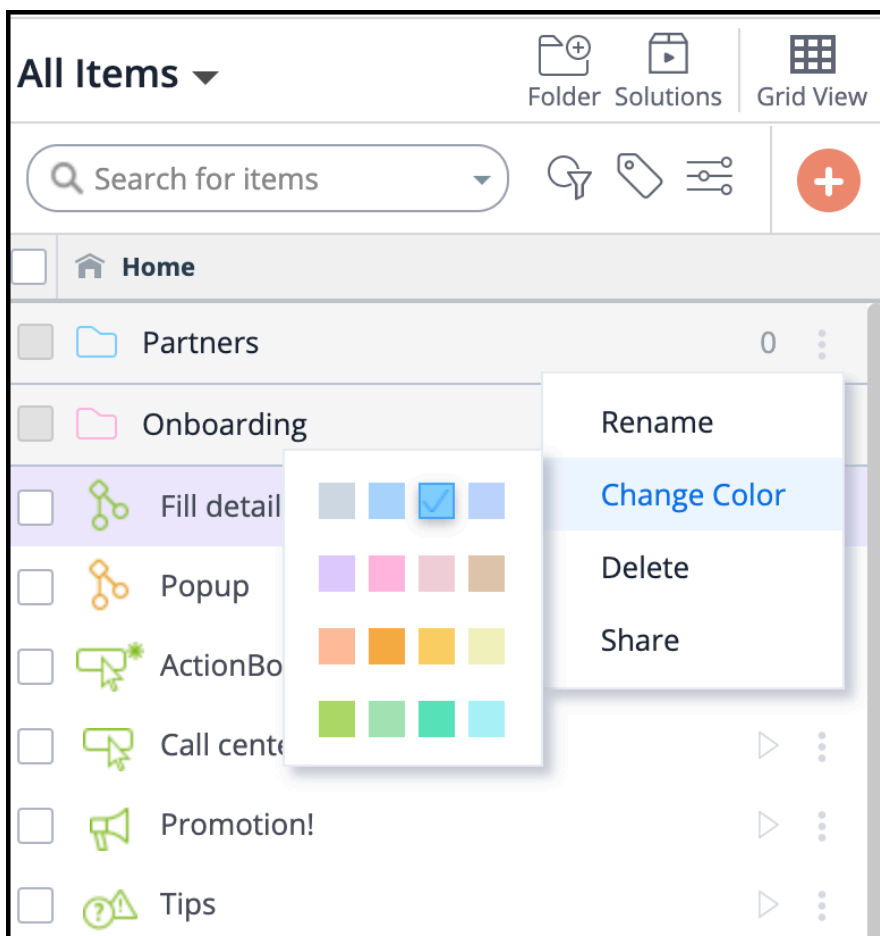 All Items
Folder Solutions Grid View
Search for items
Home
Partners 0
Onboarding
Rename
Change Color
Delete
Share
Fill detail
Popup
ActionBo
Call cente
Promotion!
Tips